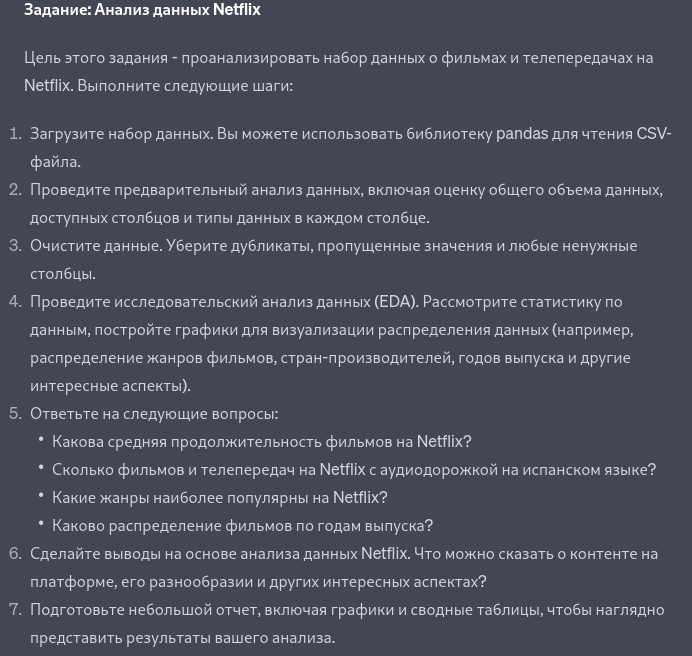 Задание: Анализ данных Netflix
Цель этого задания - проанализировать набор данных о фильмах и телепередачах на
Netflix. Выполните следующие шаги:
1. Загрузите набор данных. Вы можете использовать библиотеку pandas для чтения CSV-
файла.
2. Проведите предварительный анализ данных, включая оценку общего объема данных,
доступных столбцов и типы данных в каждом столбце.
3. Очистите данные. Уберите дубликаты, пропущенные значения и любые ненужные
столбцы.
4. Проведите исследовательский анализ данных (EDA). Рассмотрите статистику по
данным, постройте графики для визуализации распределения данных (например,
распределение жанров фильмов, стран-производителей, годов выпуска и другие
интересные аспекты).
5. Ответьте на следующие вопросы:
• Какова средняя продолжительность фильмов на Netflix?
• Сколько фильмов и телепередач на Netflix с аудиодорожкой на испанском языке?
• Какие жанры наиболее популярны на Netflix?
• Каково распределение фильмов по годам выпуска?
6. Сделайте выводы на основе анализа данных Netflix. Что можно сказать о контенте на
платформе, его разнообразии и других интересных аспектах?
7. Подготовьте небольшой отчет, включая графики и сводные таблицы, чтобы наглядно
представить результаты вашего анализа.